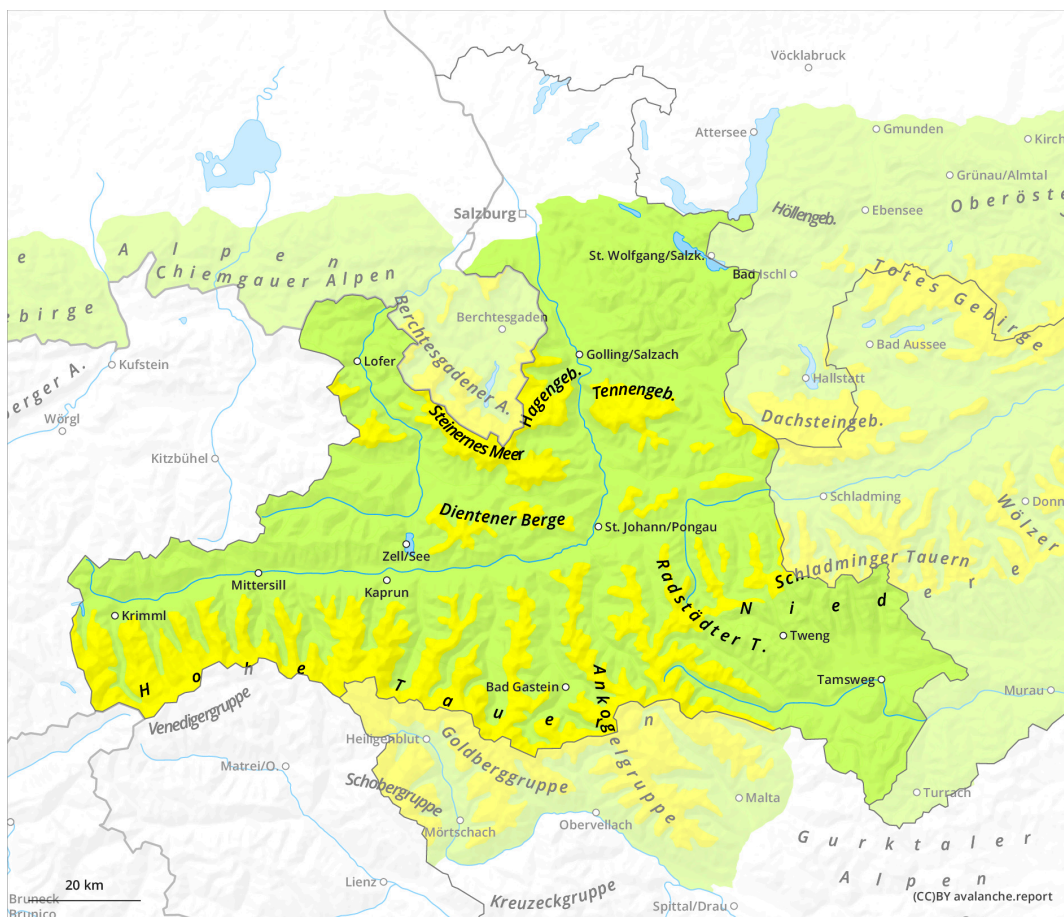 Vöcklabruck
Attersee
Gmunden
Kirch
Grünau/Almtal
Oberöste
Höllengeb.
Ebensee
Salzburg
Alpen
Chiemgauer Alpen
e
ebirge
St. Wolfgang/Salzk.
Bad Ischl
Totes Gebirge
Berchtesgaden
Berchtesgadener A.
Kufstein
Lofer
Golling/Salzach
Bad Aussee
Hallstatt
berger A.
Wörgl
Hagengeb.
Tennengeb.
Steinernes Meer
Dachsteingeb.
Kitzbühel
Schladming
Donn
Wölzer
Dientener Berge
St. Johann/Pongau
Zell/See
Schladminger Tauern
Mittersill
Kaprun
Radstädter T.
Niedere
Krimml
Tweng
Hohe Tauern
Bad Gastein
Ankogelgruppe
Tamsweg
Murau
Venedigergruppe
Heiligenblut
Goldberggruppe
Matrei/O.
Schobergruppe
Malta
Turrach
Mörtschach
Obervellach
Gurktaler
Alpen
20 km
Lienz
Kreuzeckgruppe
Bruneck
Brunico
Spittal/Drau
(CC)BY avalanche.report